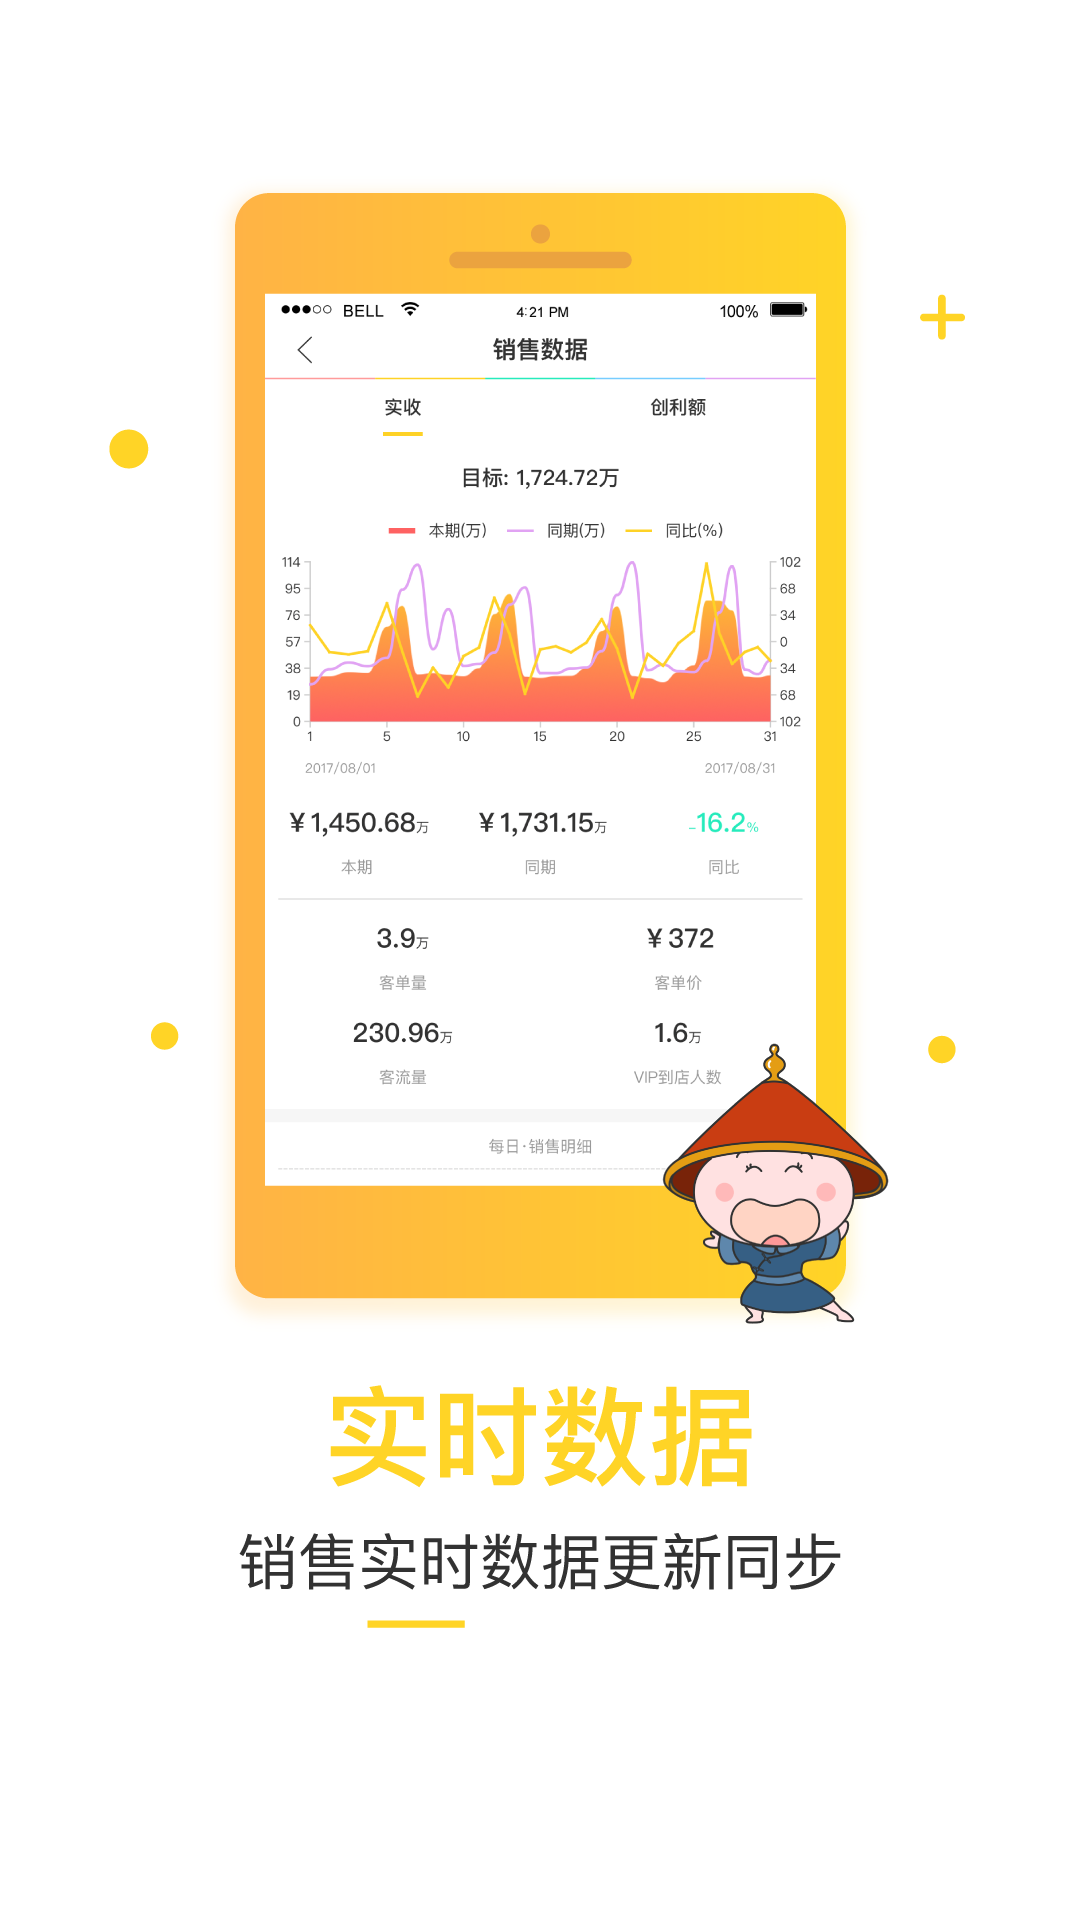 BELL 4:21 PM 100%
销售数据
实收 创利额
目标: 1,724.72万
本期(万) 同期(万) 同比(%)
114 102
95 68
76 34
57 0
38 34
19 68
0 102
1 5 10 15 20 25 31
2017/08/01 2017/08/31
¥1,450.68万 ¥1,731.15万 -16.2%
本期 同期 同比
3.9万 ¥372
客单量 客单价
230.96万 1.6万
客流量 VIP到店人数
每日·销售明细
实时数据
销售实时数据更新同步